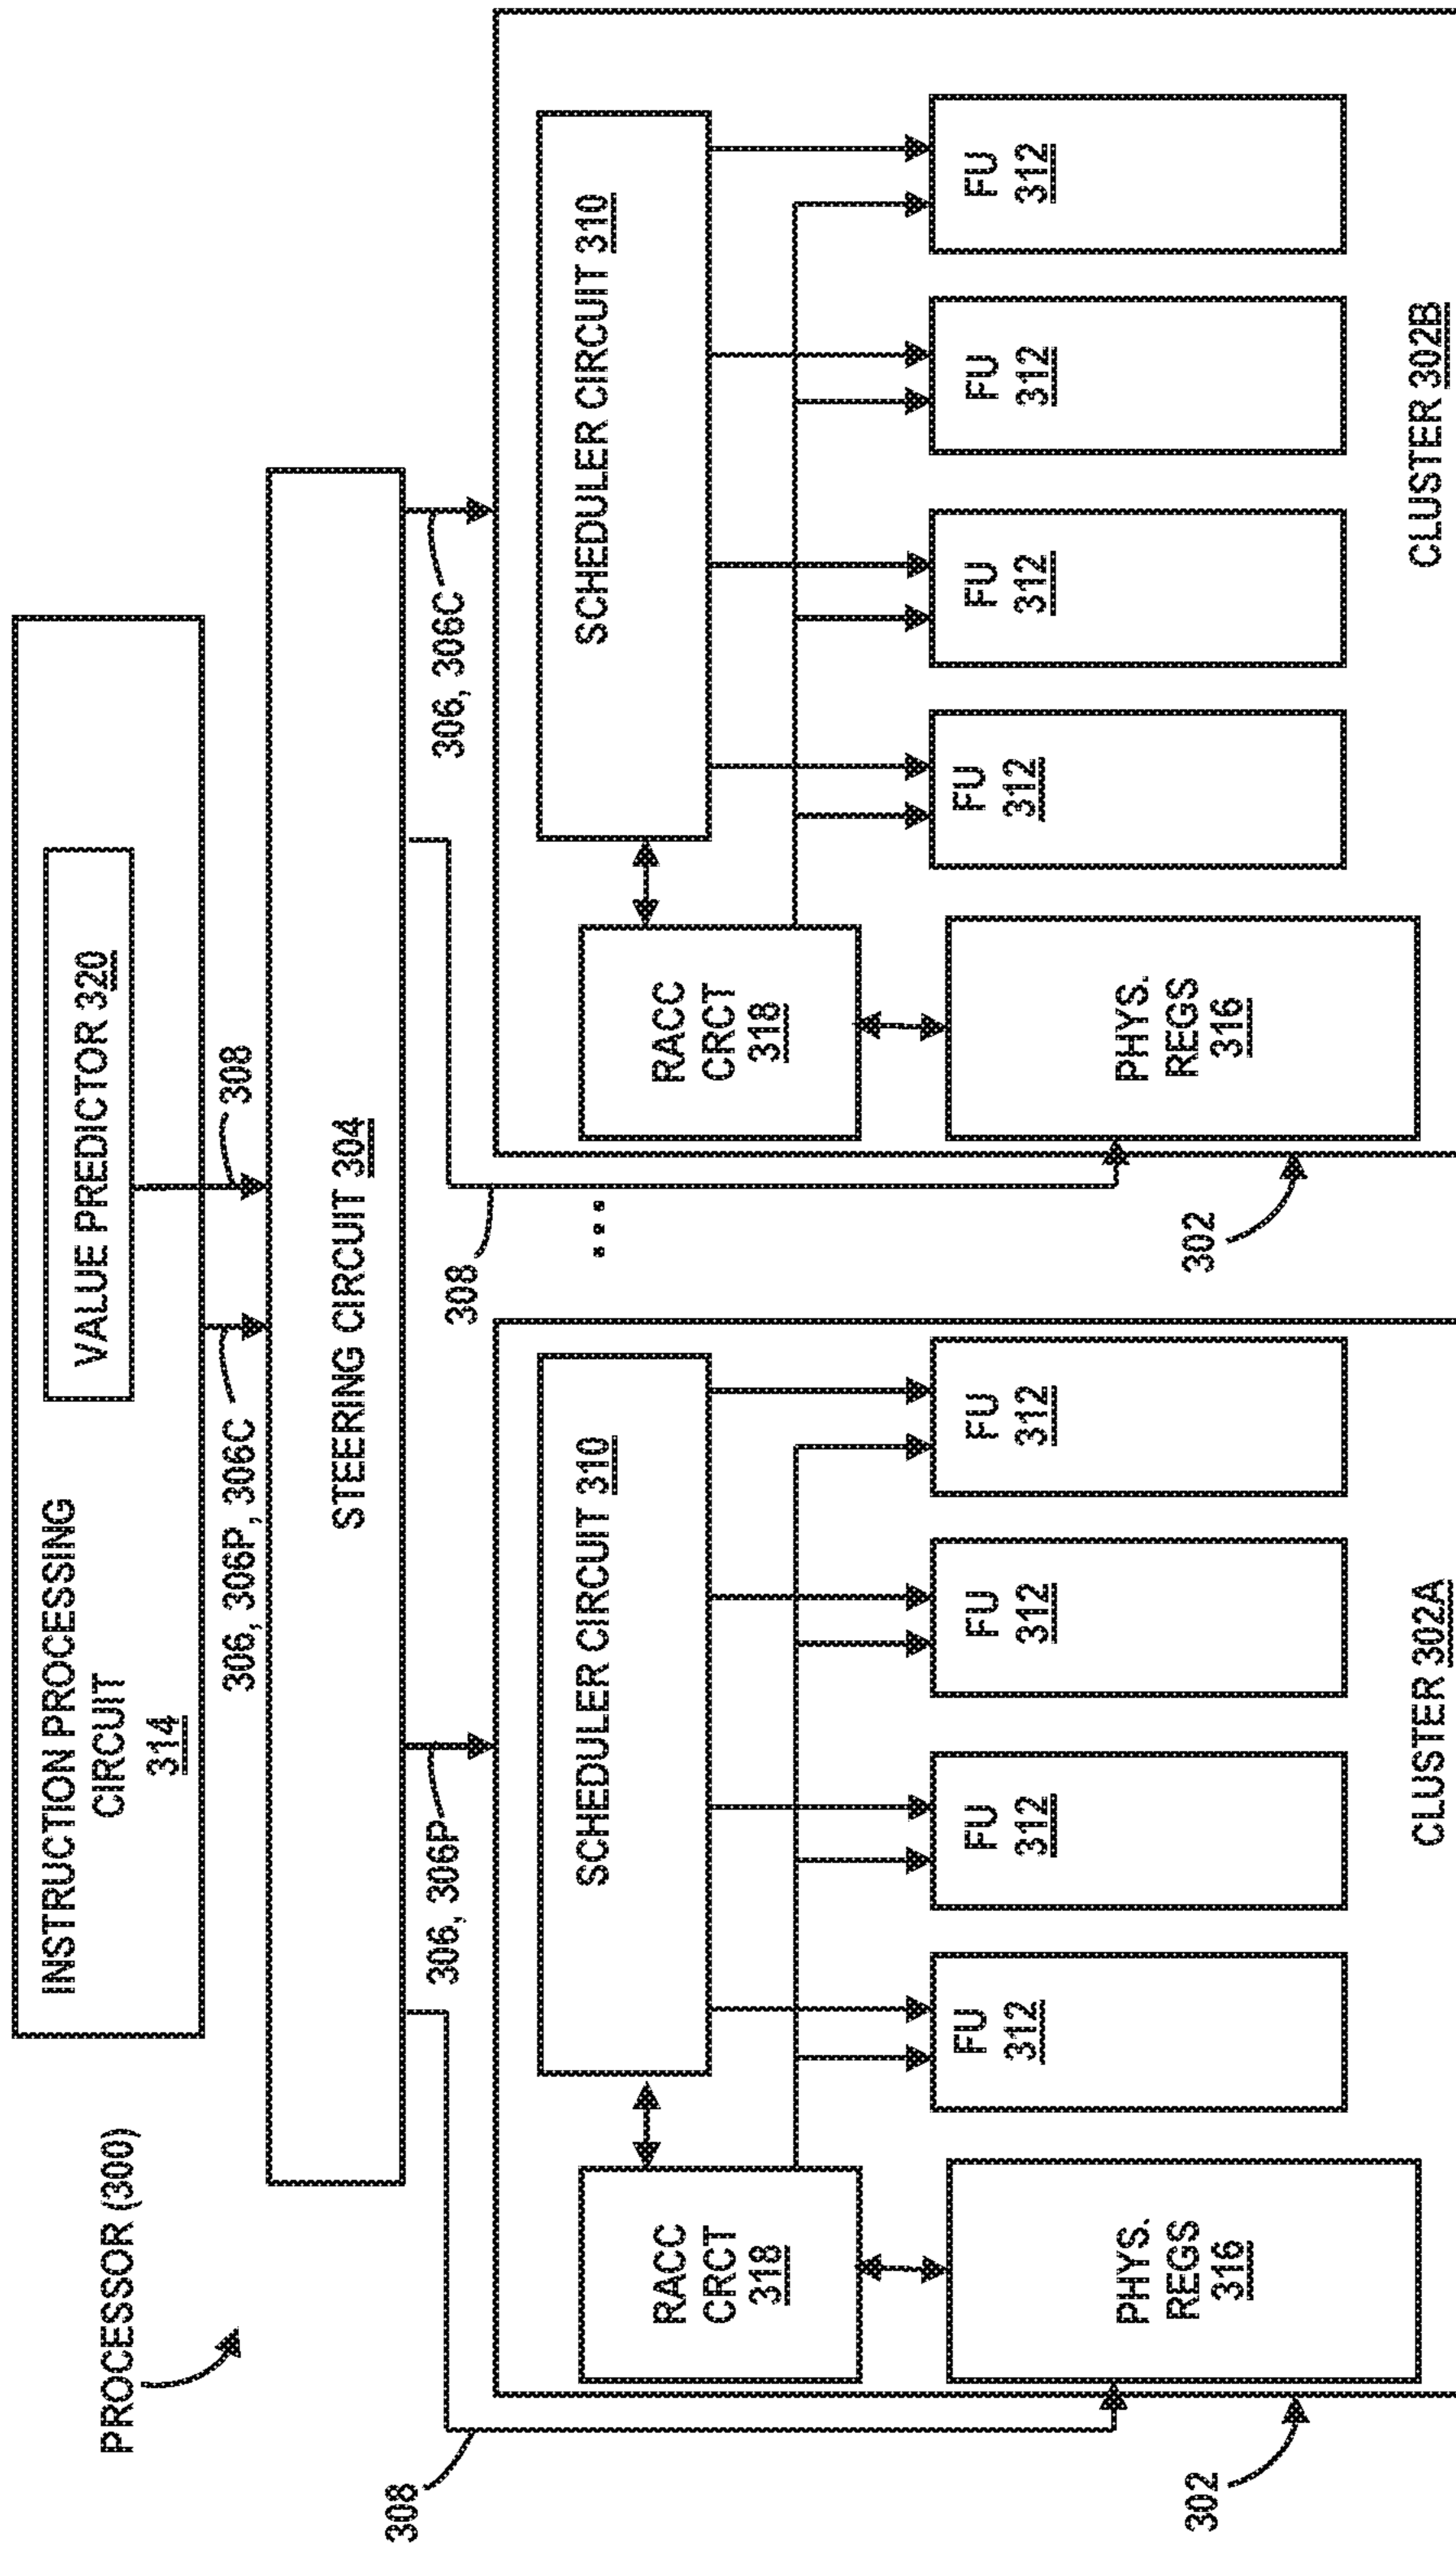 PROCESSOR (300)
INSTRUCTION PROCESSING
CIRCUIT
314
VALUE PREDICTOR 320
306, 306P, 306C
308
STEERING CIRCUIT 304
308
306, 306P
308
306, 306C
SCHEDULER CIRCUIT 310
RACC
CRCT
318
PHYS.
REGS
316
FU
312
FU
312
FU
312
FU
312
302
CLUSTER 302A
...
SCHEDULER CIRCUIT 310
RACC
CRCT
318
PHYS.
REGS
316
FU
312
FU
312
FU
312
FU
312
302
CLUSTER 302B